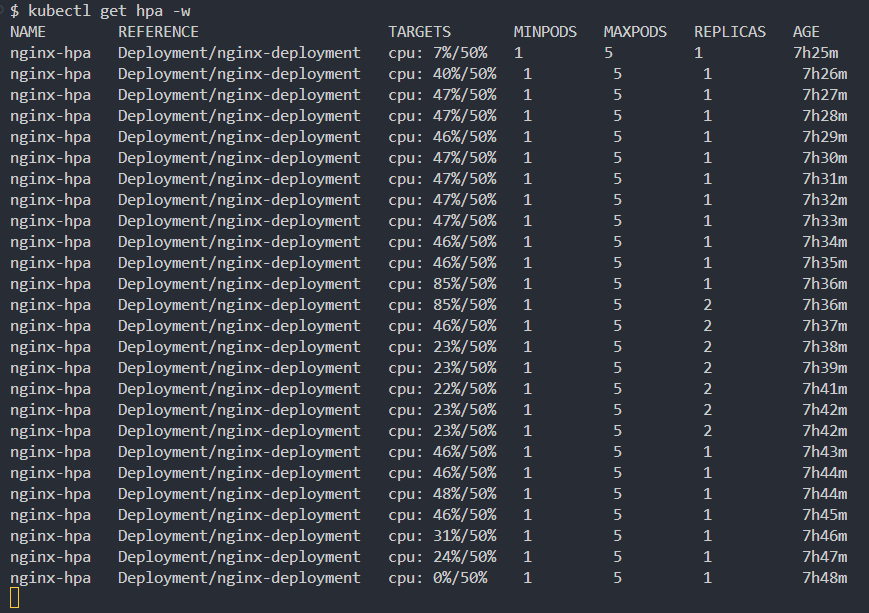 $ kubectl get hpa -w
NAME REFERENCE TARGETS MINPODS MAXPODS REPLICAS AGE
nginx-hpa Deployment/nginx-deployment cpu: 7%/50% 1 5 1 7h25m
nginx-hpa Deployment/nginx-deployment cpu: 40%/50% 1 5 1 7h26m
nginx-hpa Deployment/nginx-deployment cpu: 47%/50% 1 5 1 7h27m
nginx-hpa Deployment/nginx-deployment cpu: 47%/50% 1 5 1 7h28m
nginx-hpa Deployment/nginx-deployment cpu: 46%/50% 1 5 1 7h29m
nginx-hpa Deployment/nginx-deployment cpu: 47%/50% 1 5 1 7h30m
nginx-hpa Deployment/nginx-deployment cpu: 47%/50% 1 5 1 7h31m
nginx-hpa Deployment/nginx-deployment cpu: 47%/50% 1 5 1 7h32m
nginx-hpa Deployment/nginx-deployment cpu: 47%/50% 1 5 1 7h33m
nginx-hpa Deployment/nginx-deployment cpu: 46%/50% 1 5 1 7h34m
nginx-hpa Deployment/nginx-deployment cpu: 46%/50% 1 5 1 7h35m
nginx-hpa Deployment/nginx-deployment cpu: 85%/50% 1 5 1 7h36m
nginx-hpa Deployment/nginx-deployment cpu: 85%/50% 1 5 2 7h36m
nginx-hpa Deployment/nginx-deployment cpu: 46%/50% 1 5 2 7h37m
nginx-hpa Deployment/nginx-deployment cpu: 23%/50% 1 5 2 7h38m
nginx-hpa Deployment/nginx-deployment cpu: 23%/50% 1 5 2 7h39m
nginx-hpa Deployment/nginx-deployment cpu: 22%/50% 1 5 2 7h41m
nginx-hpa Deployment/nginx-deployment cpu: 23%/50% 1 5 2 7h42m
nginx-hpa Deployment/nginx-deployment cpu: 23%/50% 1 5 2 7h42m
nginx-hpa Deployment/nginx-deployment cpu: 46%/50% 1 5 1 7h43m
nginx-hpa Deployment/nginx-deployment cpu: 46%/50% 1 5 1 7h44m
nginx-hpa Deployment/nginx-deployment cpu: 48%/50% 1 5 1 7h44m
nginx-hpa Deployment/nginx-deployment cpu: 46%/50% 1 5 1 7h45m
nginx-hpa Deployment/nginx-deployment cpu: 31%/50% 1 5 1 7h46m
nginx-hpa Deployment/nginx-deployment cpu: 24%/50% 1 5 1 7h47m
nginx-hpa Deployment/nginx-deployment cpu: 0%/50% 1 5 1 7h48m